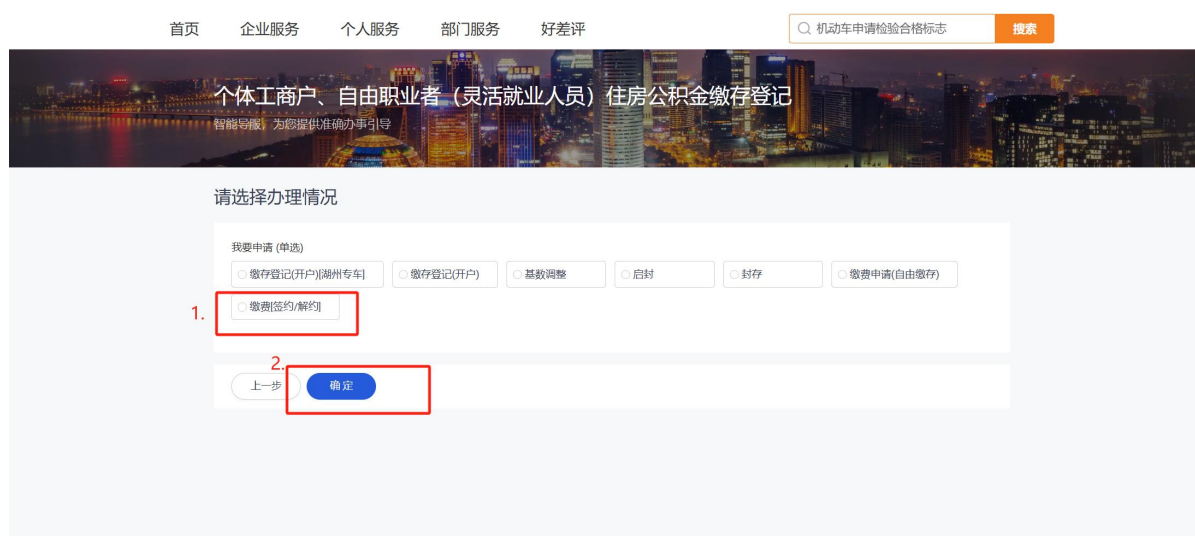 首页 企业服务 个人服务 部门服务 好差评 机动车申请检验合格标志 搜索
个体工商户、自由职业者（灵活就业人员）住房公积金缴存登记
智能导服，为您提供准确办事引导
请选择办理情况
我要申请 (单选)
缴存登记(开户)[湖州专车] 缴存登记(开户) 基数调整 启封 封存 缴费申请(自由缴存)
1. 缴费[签约/解约]
2.
上一步 确定